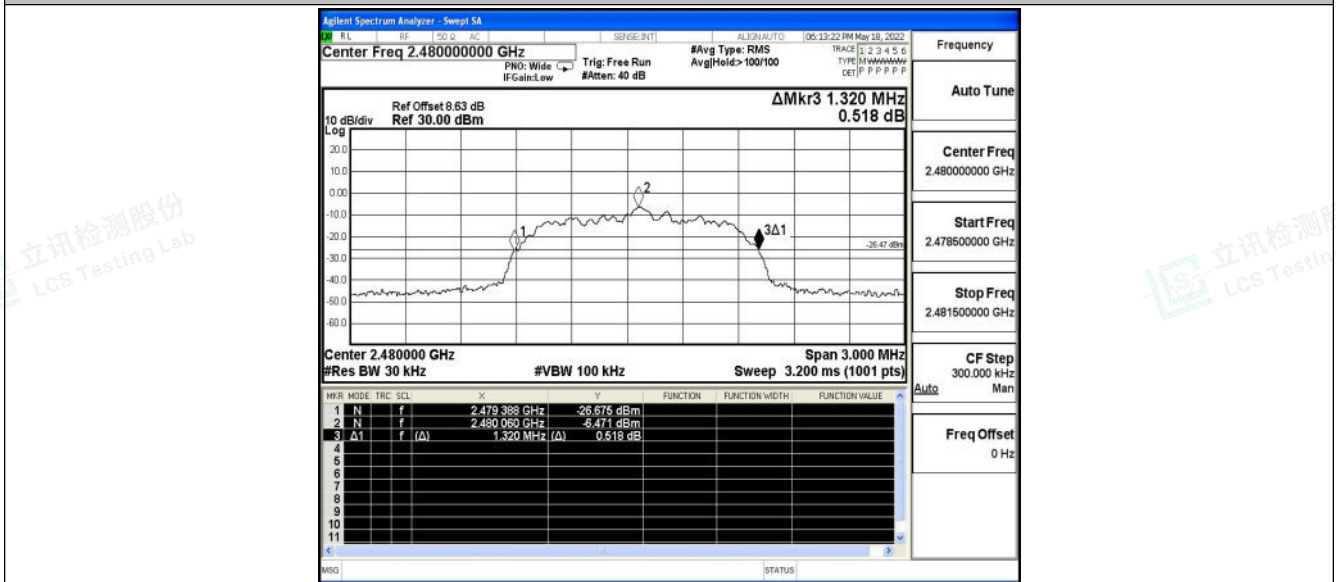 Agilent Spectrum Analyzer - Swept SA
RL RF 50 Ω AC SENSE:INT ALIGNAUTO 06:13:22 PM May 18, 2022
Center Freq 2.480000000 GHz
PNO: Wide
IFGain:Low
Trig: Free Run
#Atten: 40 dB
#Avg Type: RMS
Avg|Hold:>100/100
TRACE 1 2 3 4 5 6
TYPE M W W W W W
DET P P P P P P
ΔMkr3 1.320 MHz
0.518 dB
Ref Offset 8.63 dB
10 dB/div Ref 30.00 dBm
Log
20.0
10.0
0.00
-10.0
-20.0
-30.0
-40.0
-50.0
-60.0
1
2
3Δ1
-26.47 dBm
Center 2.480000 GHz Span 3.000 MHz
#Res BW 30 kHz #VBW 100 kHz Sweep 3.200 ms (1001 pts)
MKR MODE TRC SCL X Y FUNCTION FUNCTION WIDTH FUNCTION VALUE
1 N f 2.479 388 GHz -26.675 dBm
2 N f 2.480 060 GHz -6.471 dBm
3 Δ1 f (Δ) 1.320 MHz (Δ) 0.518 dB
4
5
6
7
8
9
10
11
MSG STATUS
Frequency
Auto Tune
Center Freq
2.480000000 GHz
Start Freq
2.478500000 GHz
Stop Freq
2.481500000 GHz
CF Step
300.000 kHz
Auto Man
Freq Offset
0 Hz
立讯检测股份
LCS Testing Lab
立讯检测股
LCS Testin